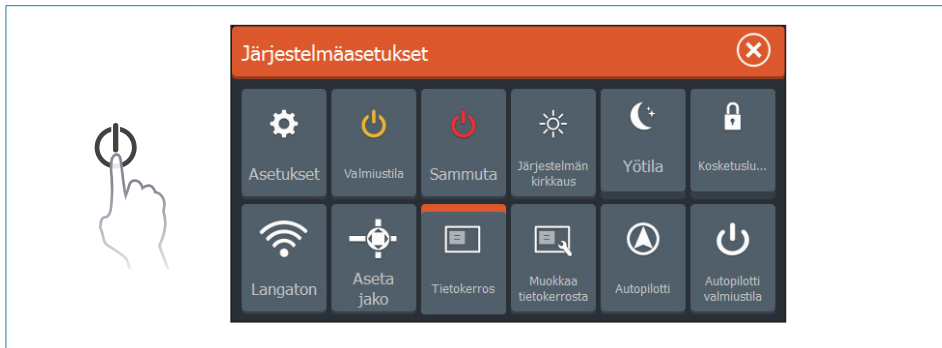 Järjestelmäasetukset
Asetukset
Valmiustila
Sammuta
Järjestelmän
kirkkaus
Yötila
Kosketuslu...
Langaton
Aseta
jako
Tietokerros
Muokkaa
tietokerrosta
Autopilotti
Autopilotti
valmiustila